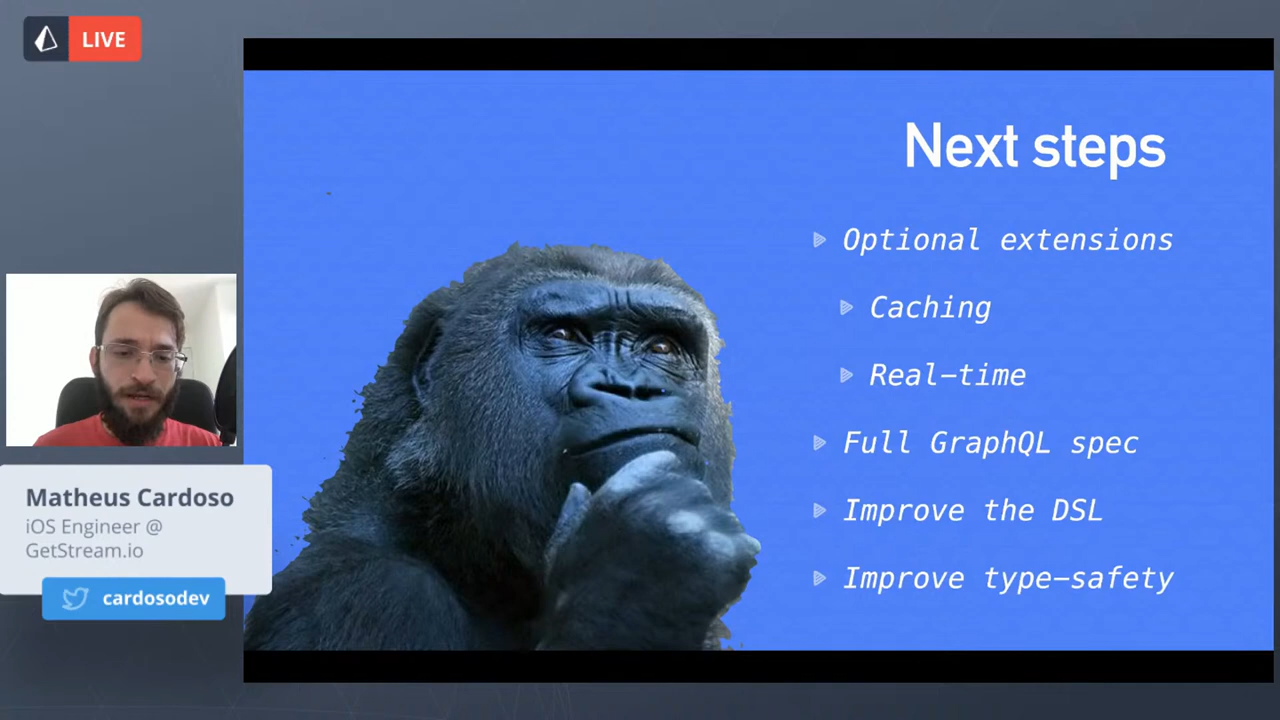 LIVE
Next steps
Optional extensions
Caching
Real-time
Full GraphQL spec
Improve the DSL
Improve type-safety
Matheus Cardoso
iOS Engineer @
GetStream.io
cardosodev